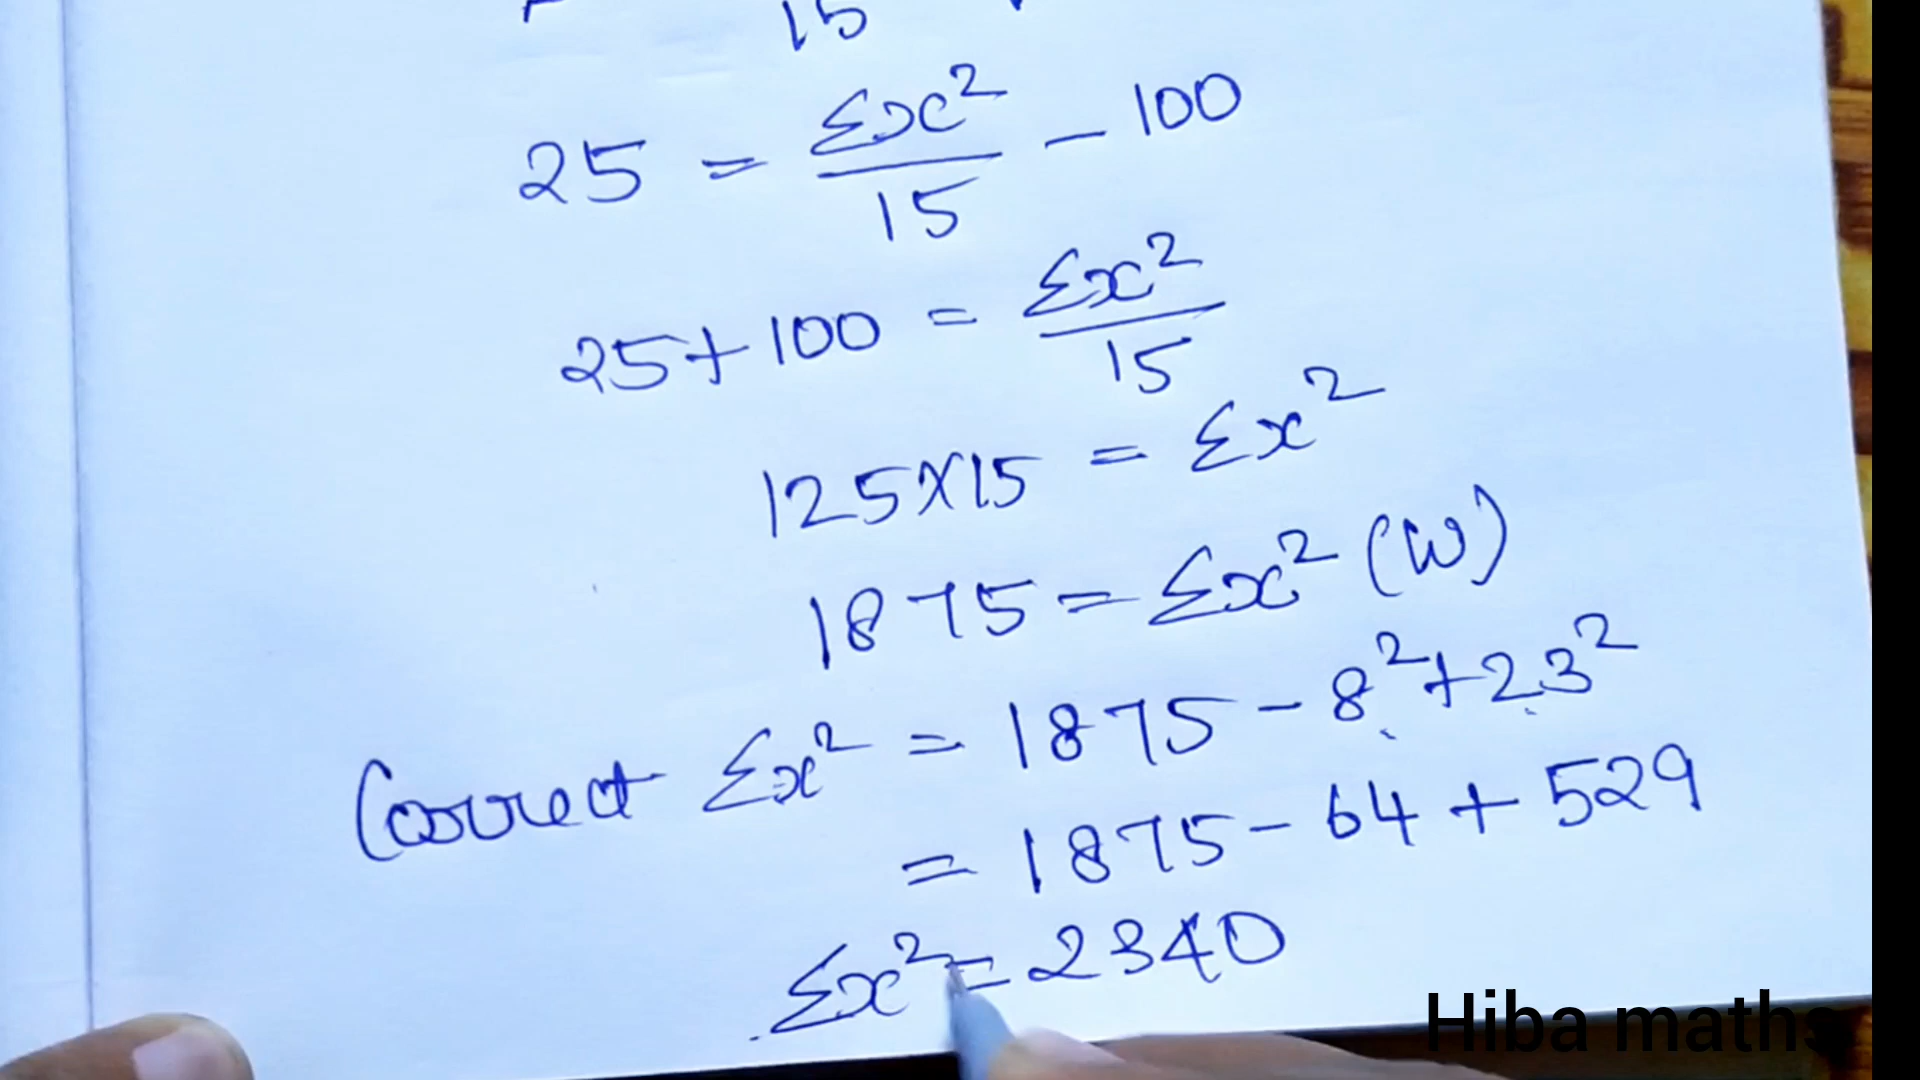 15
25 = Σx²/15 - 100
25+100 = Σx²/15
125×15 = Σx²
1875 = Σx² (W)
Correct Σx² = 1875 - 8² + 23²
= 1875 - 64 + 529
Σx² = 2340
Hiba maths